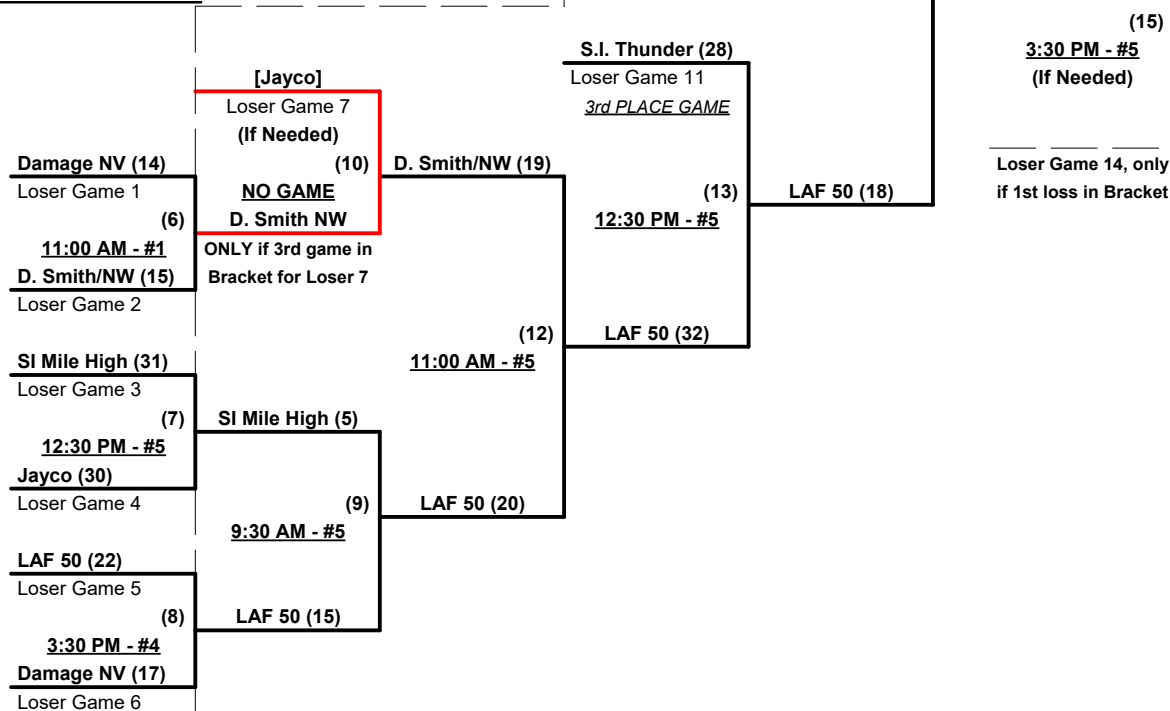 (15)
3:30 PM - #5
(If Needed)
Loser Game 14, only
if 1st loss in Bracket
S.I. Thunder (28)
Loser Game 11
3rd PLACE GAME
(13)
12:30 PM - #5
LAF 50 (18)
[Jayco]
Loser Game 7
(If Needed)
(10)
NO GAME
D. Smith NW
ONLY if 3rd game in
Bracket for Loser 7
D. Smith/NW (19)
Damage NV (14)
Loser Game 1
(6)
11:00 AM - #1
D. Smith/NW (15)
Loser Game 2
(12)
11:00 AM - #5
LAF 50 (32)
SI Mile High (31)
Loser Game 3
(7)
12:30 PM - #5
Jayco (30)
Loser Game 4
SI Mile High (5)
(9)
9:30 AM - #5
LAF 50 (20)
LAF 50 (22)
Loser Game 5
(8)
3:30 PM - #4
Damage NV (17)
Loser Game 6
LAF 50 (15)